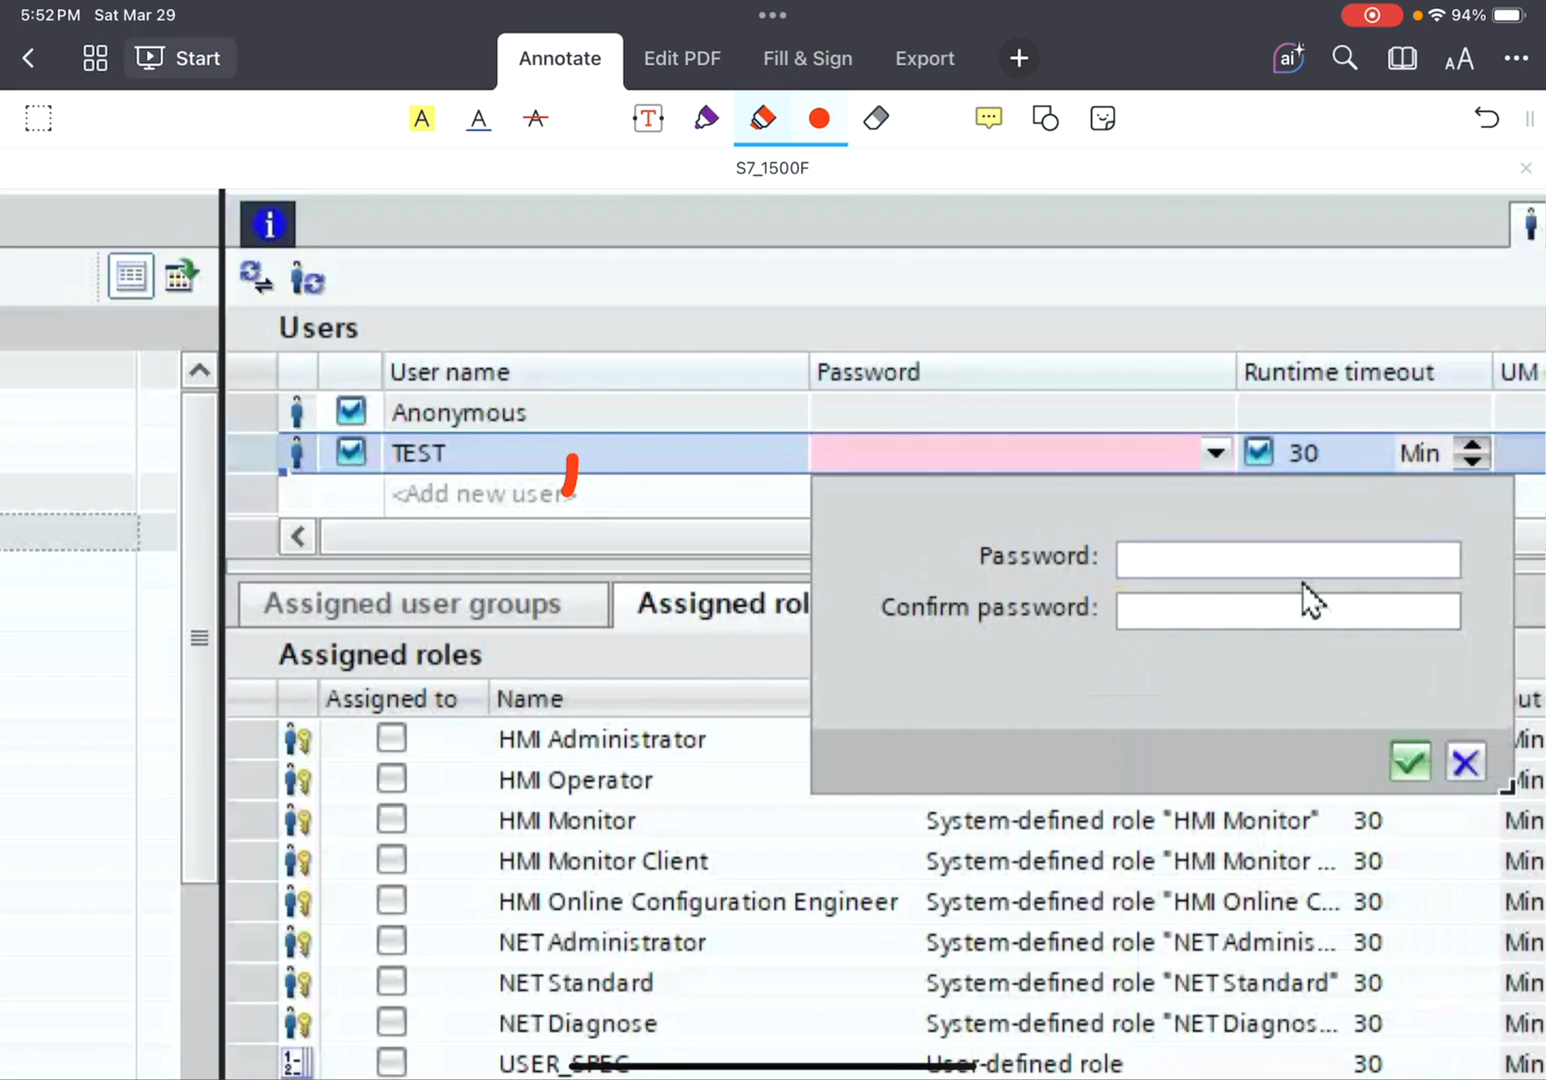 5:52 PM Sat Mar 29
94%
Start
Annotate
Edit PDF
Fill & Sign
Export
ai
AA
A
A
A
T
S7_1500F
i
Users
User name
Password
Runtime timeout
UM
Anonymous
TEST
30
Min
<Add new user>
Password:
Confirm password:
Assigned user groups
Assigned rol
Assigned roles
Assigned to
Name
out
HMI Administrator
Min
HMI Operator
Min
HMI Monitor System-defined role "HMI Monitor" 30 Min
HMI Monitor Client System-defined role "HMI Monitor ... 30 Min
HMI Online Configuration Engineer System-defined role "HMI Online C... 30 Min
NET Administrator System-defined role "NET Adminis... 30 Min
NET Standard System-defined role "NET Standard" 30 Min
NET Diagnose System-defined role "NET Diagnos... 30 Min
USER_SPEC User-defined role 30 Min